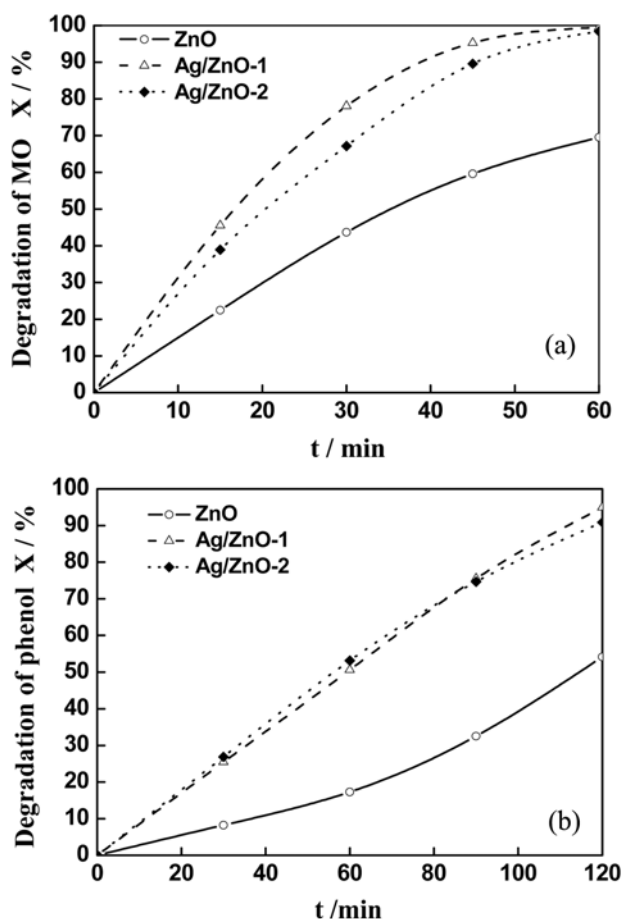 100
90
80
70
60
50
40
30
20
10
0
Degradation of MO X / %
ZnO
Ag/ZnO-1
Ag/ZnO-2
(a)
0 10 20 30 40 50 60
t / min
100
90
80
70
60
50
40
30
20
10
0
Degradation of phenol X / %
ZnO
Ag/ZnO-1
Ag/ZnO-2
(b)
0 20 40 60 80 100 120
t /min